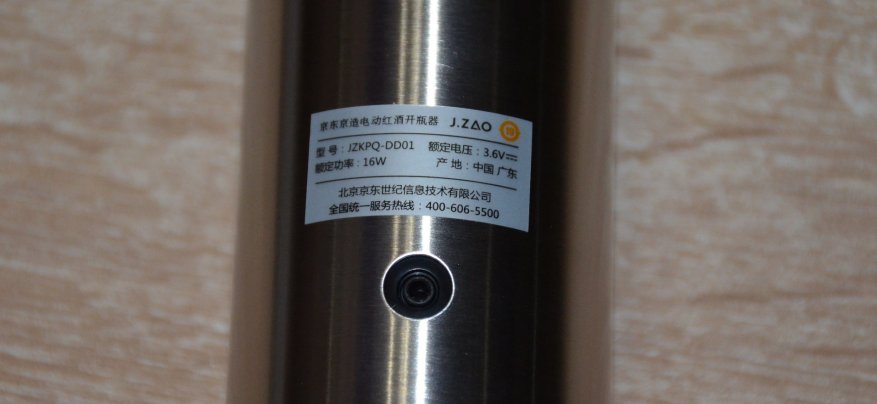 京东京造电动红酒开瓶器 J.ZAO
型 号：JZKPQ-DD01 额定电压：3.6V⎓
额定功率：16W 产 地：中国 广东
北京京东世纪信息技术有限公司
全国统一服务热线：400-606-5500